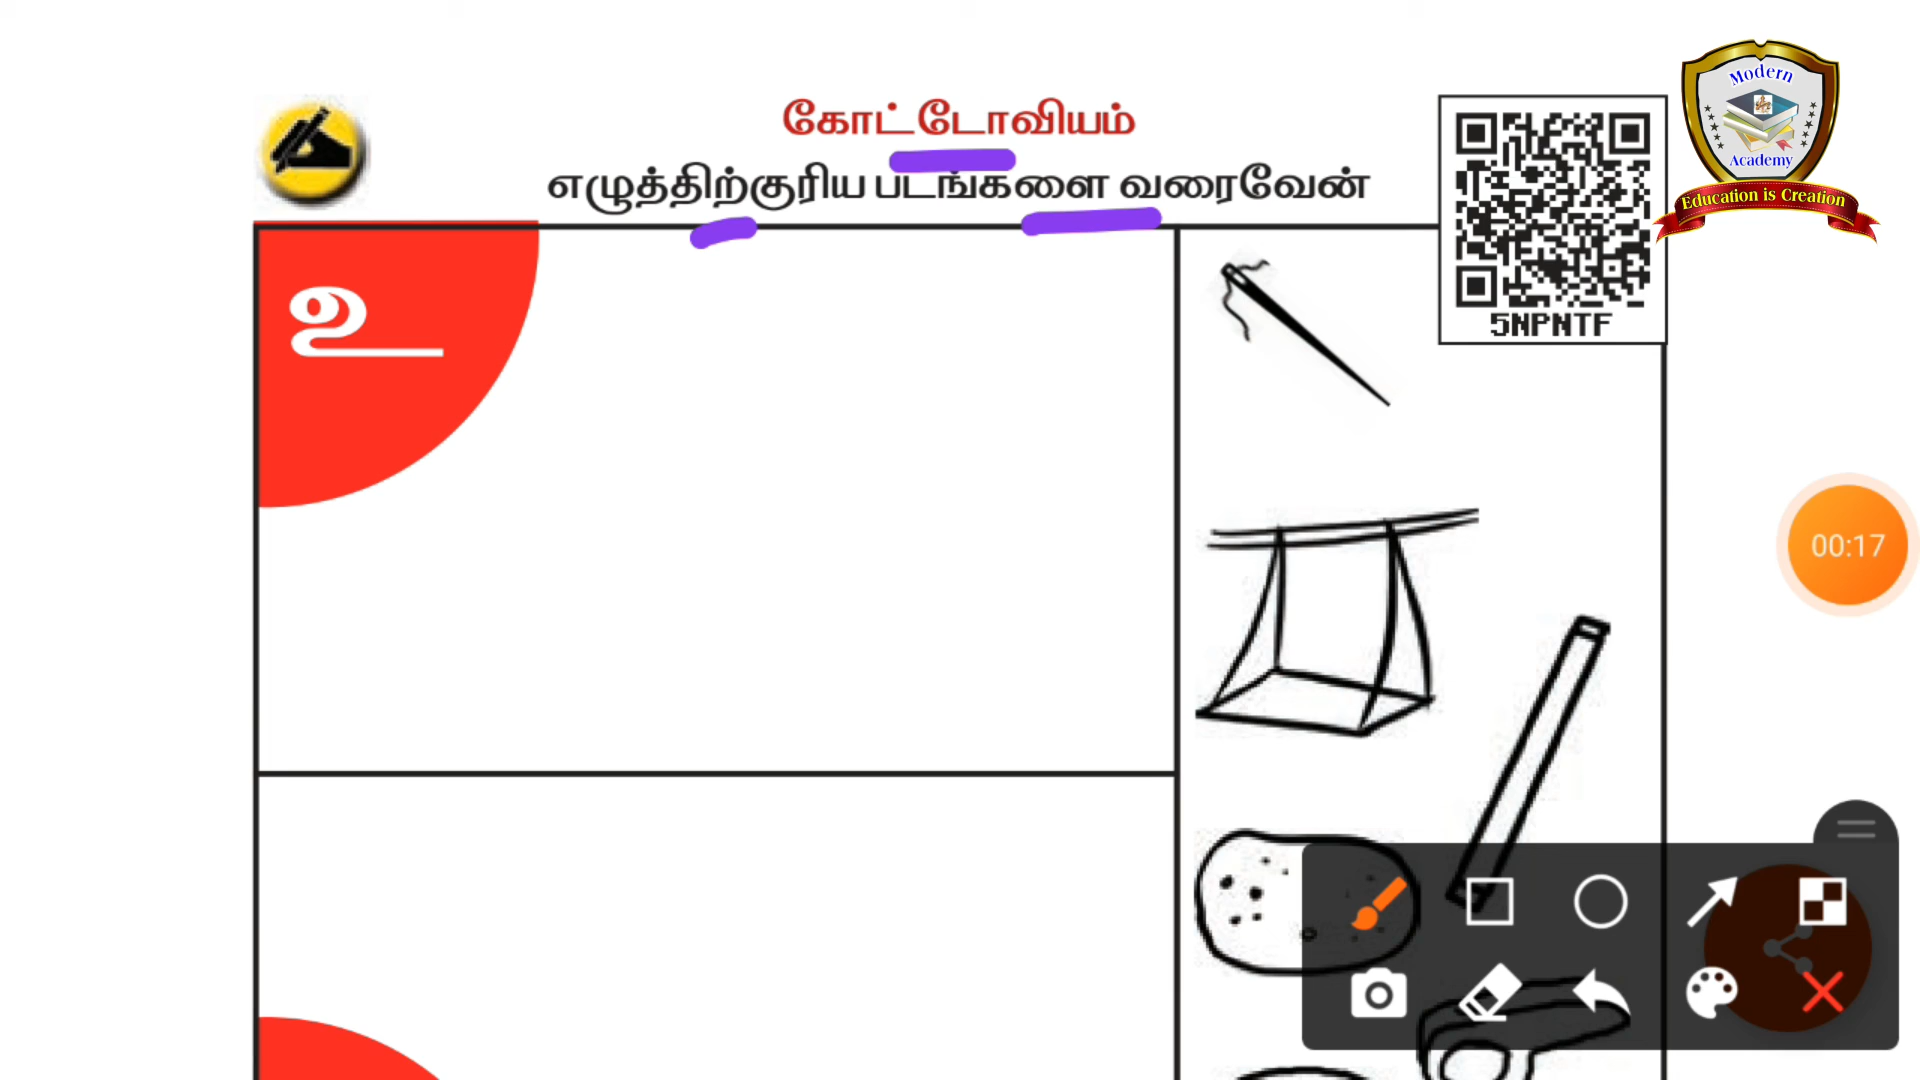 கோட்டோவியம்
எழுத்திற்குரிய படங்களை வரைவேன்
உ
5NPNTF
Modern
Academy
Education is Creation
00:17